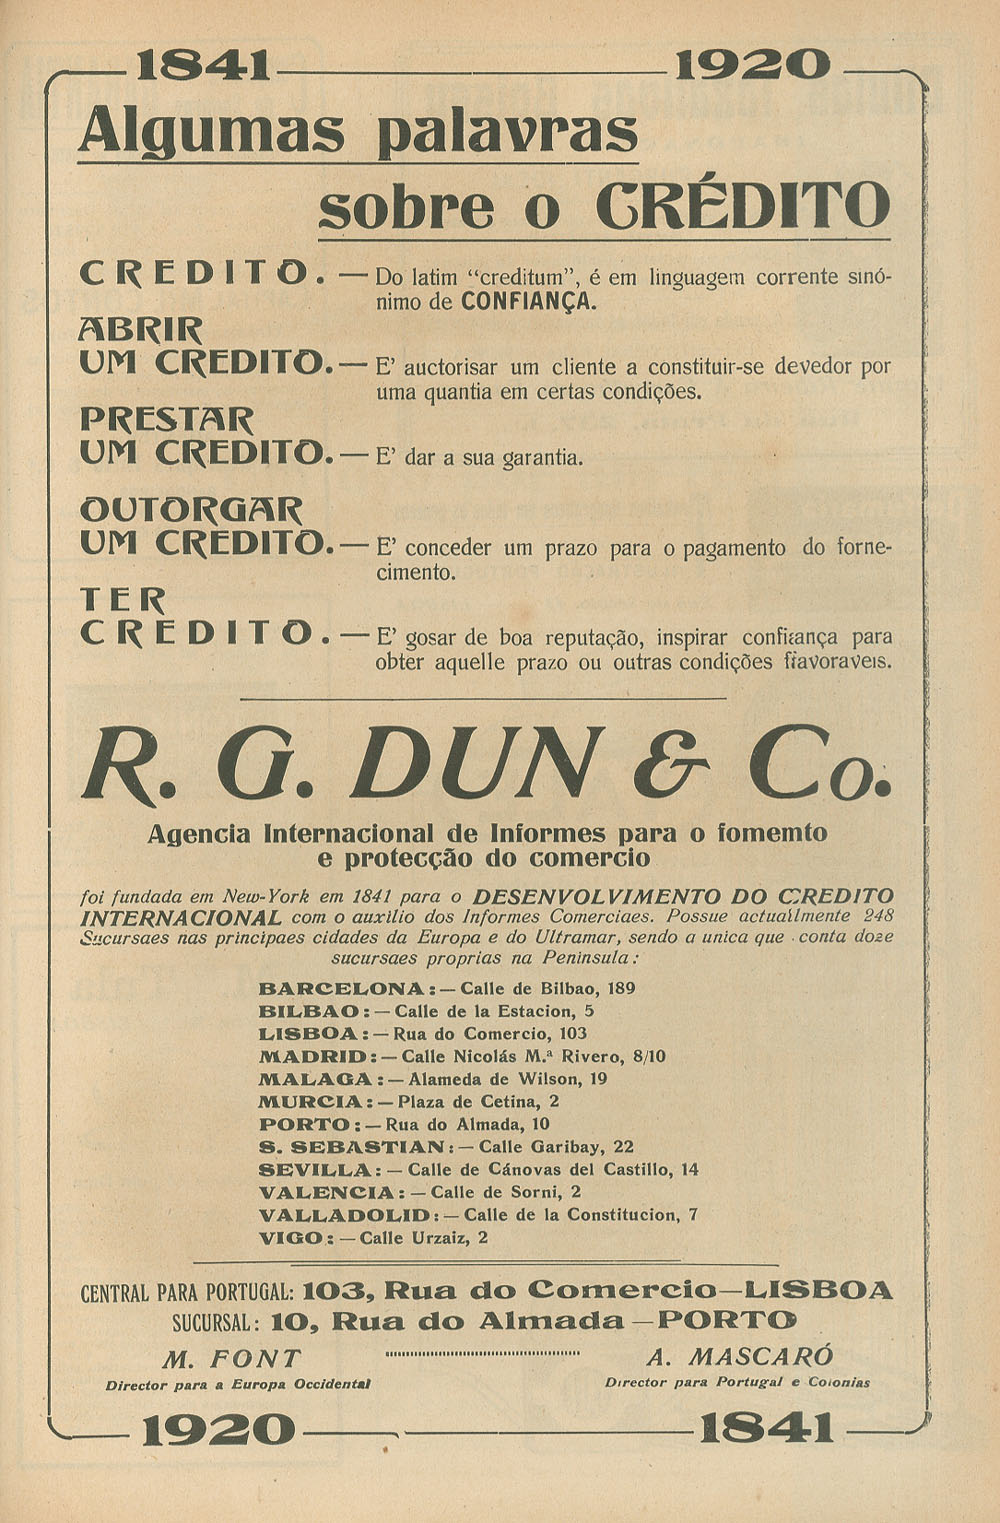 1841 1920
Algumas palavras
sobre o CRÉDITO
CREDITO. — Do latim “creditum”, é em linguagem corrente sinó-
nimo de CONFIANÇA.
ABRIR
UM CREDITO. — E' auctorisar um cliente a constituir-se devedor por
uma quantia em certas condições.
PRESTAR
UM CREDITO. — E' dar a sua garantia.
OUTORGAR
UM CREDITO. — E' conceder um prazo para o pagamento do forne-
cimento.
TER
CREDITO. — E' gosar de boa reputação, inspirar confiança para
obter aquelle prazo ou outras condições favoraveis.
R. G. DUN & Co.
Agencia Internacional de Informes para o fomemto
e protecção do comercio
foi fundada em New-York em 1841 para o DESENVOLVIMENTO DO CREDITO
INTERNACIONAL com o auxilio dos Informes Comerciaes. Possue actualmente 248
Sucursaes nas principaes cidades da Europa e do Ultramar, sendo a unica que conta doze
sucursaes proprias na Peninsula:
BARCELONA: — Calle de Bilbao, 189
BILBAO: — Calle de la Estacion, 5
LISBOA: — Rua do Comercio, 103
MADRID: — Calle Nicolás M.ª Rivero, 8/10
MALAGA: — Alameda de Wilson, 19
MURCIA: — Plaza de Cetina, 2
PORTO: — Rua do Almada, 10
S. SEBASTIAN: — Calle Garibay, 22
SEVILLA: — Calle de Cánovas del Castillo, 14
VALENCIA: — Calle de Sorni, 2
VALLADOLID: — Calle de la Constitucion, 7
VIGO: — Calle Urzaiz, 2
CENTRAL PARA PORTUGAL: 103, Rua do Comercio—LISBOA
SUCURSAL: 10, Rua do Almada—PORTO
M. FONT A. MASCARÓ
Director para a Europa Occidental Director para Portugal e Colonias
1920 1841